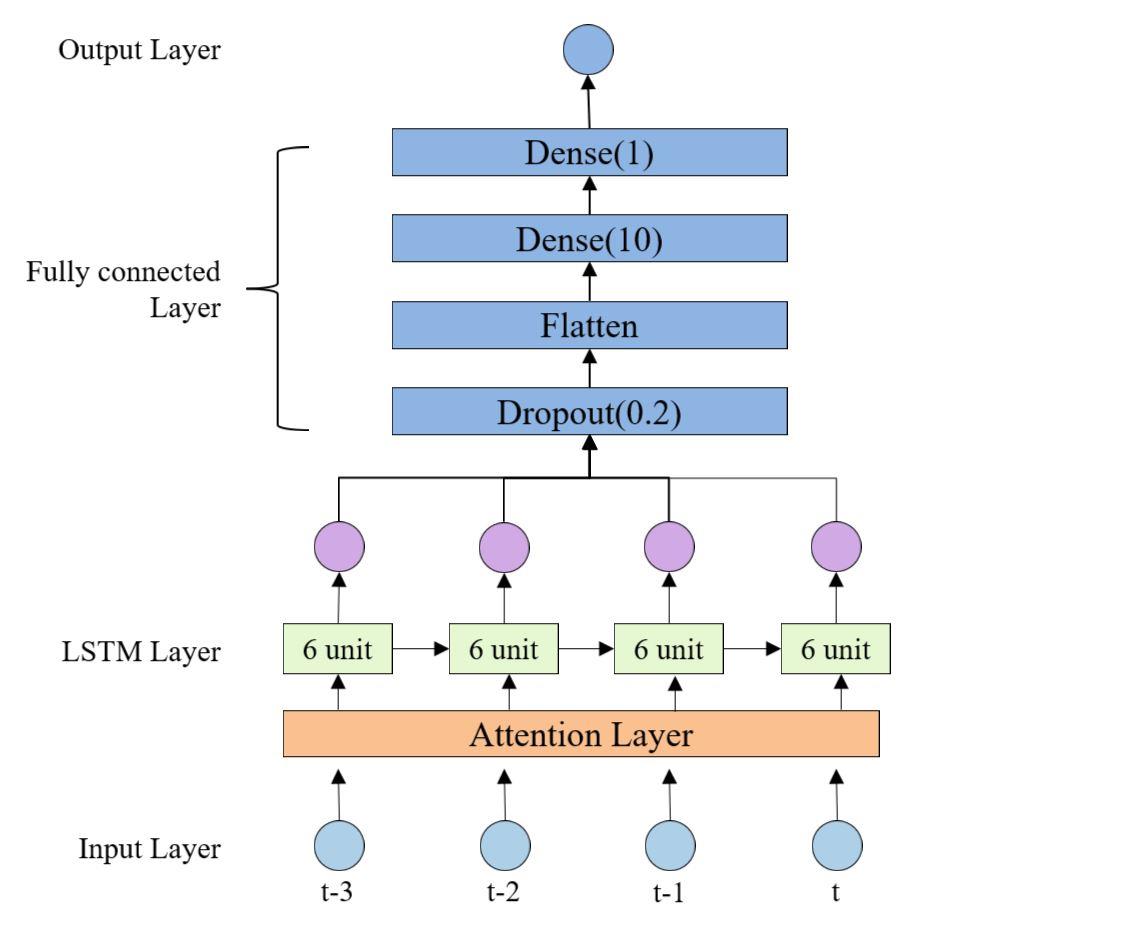 Output Layer
Dense(1)
Dense(10)
Fully connected
Layer
Flatten
Dropout(0.2)
LSTM Layer
6 unit
6 unit
6 unit
6 unit
Attention Layer
Input Layer
t-3
t-2
t-1
t